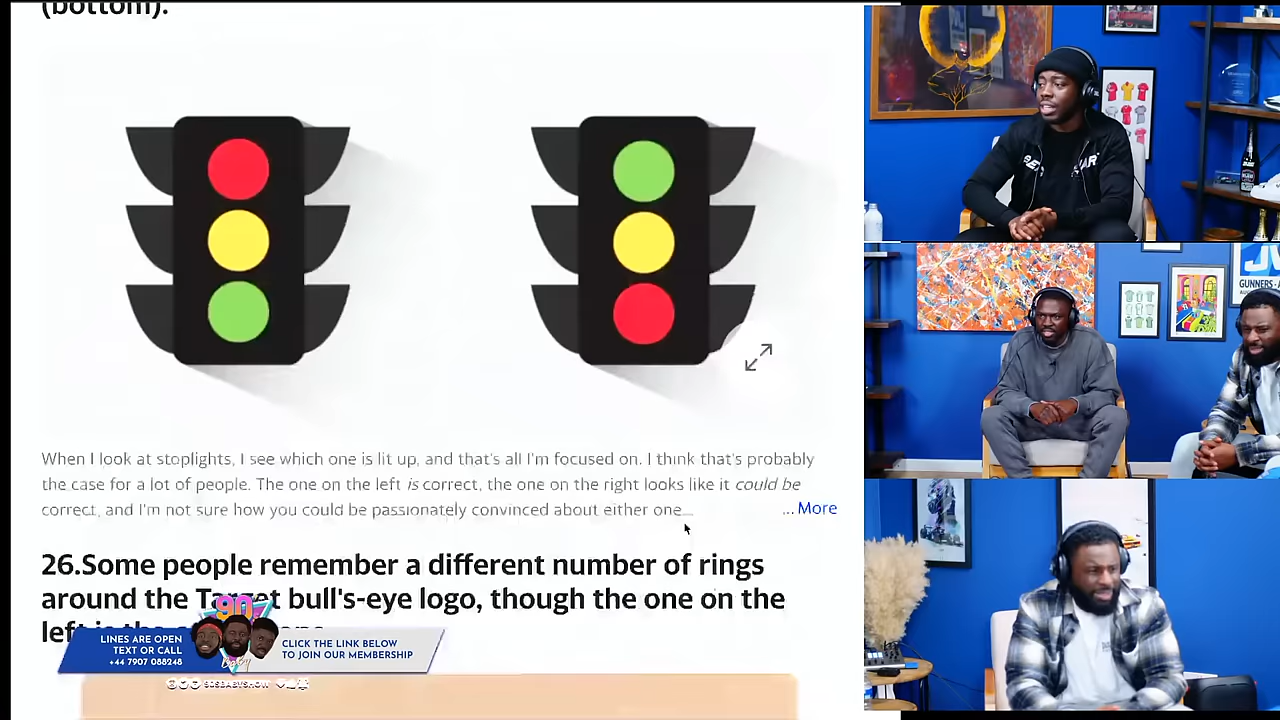 (bottom).
When I look at stoplights, I see which one is lit up, and that's all I'm focused on. I think that's probably
the case for a lot of people. The one on the left is correct, the one on the right looks like it could be
correct, and I'm not sure how you could be passionately convinced about either one...
...More
26.Some people remember a different number of rings
around the Target bull's-eye logo, though the one on the
90
LINES ARE OPEN
TEXT OR CALL
+44 7907 088248
CLICK THE LINK BELOW
TO JOIN OUR MEMBERSHIP
90SBABYSHOW
GUNNERS